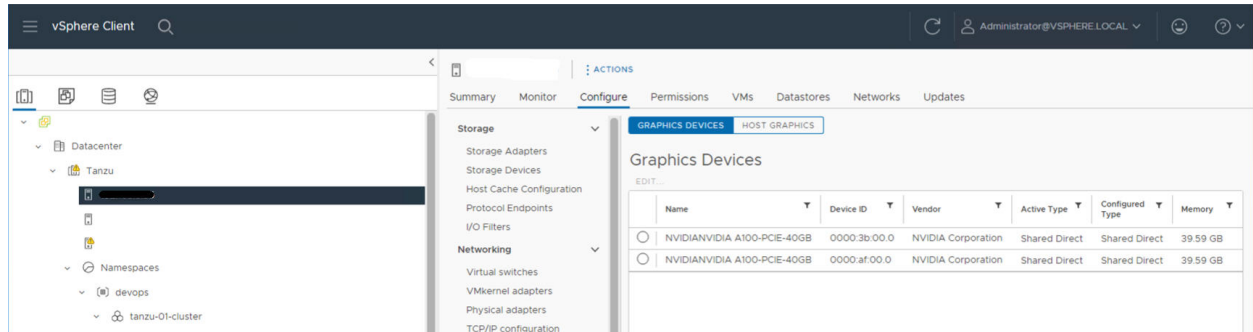 vSphere Client
Administrator@VSPHERE.LOCAL
ACTIONS
Summary Monitor Configure Permissions VMs Datastores Networks Updates
Datacenter
Tanzu
Namespaces
devops
tanzu-01-cluster
Storage
Storage Adapters
Storage Devices
Host Cache Configuration
Protocol Endpoints
I/O Filters
Networking
Virtual switches
VMkernel adapters
Physical adapters
TCP/IP configuration
GRAPHICS DEVICES HOST GRAPHICS
Graphics Devices
EDIT...
Name Device ID Vendor Active Type Configured Type Memory
NVIDIANVIDIA A100-PCIE-40GB 0000:3b:00.0 NVIDIA Corporation Shared Direct Shared Direct 39.59 GB
NVIDIANVIDIA A100-PCIE-40GB 0000:af:00.0 NVIDIA Corporation Shared Direct Shared Direct 39.59 GB